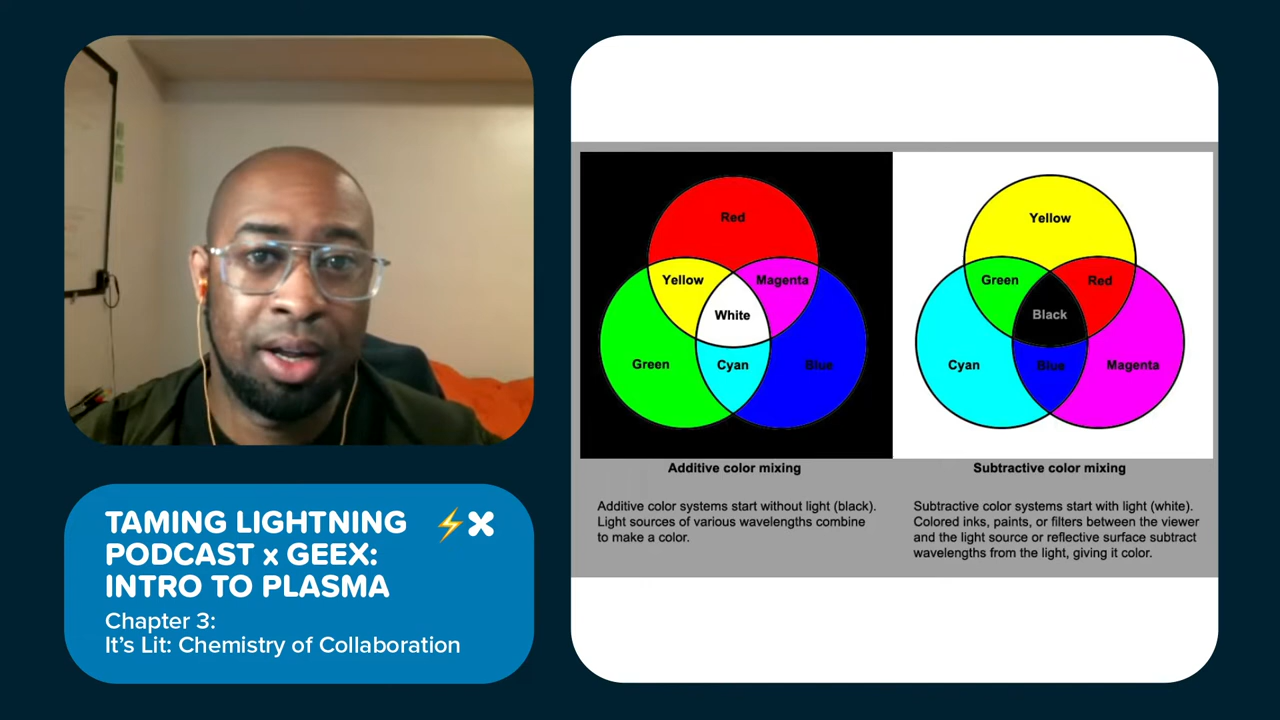 TAMING LIGHTNING
PODCAST x GEEX:
INTRO TO PLASMA
Chapter 3:
It’s Lit: Chemistry of Collaboration
Red
Yellow
Magenta
White
Green
Cyan
Blue
Additive color mixing
Additive color systems start without light (black).
Light sources of various wavelengths combine
to make a color.
Yellow
Green
Red
Black
Cyan
Blue
Magenta
Subtractive color mixing
Subtractive color systems start with light (white).
Colored inks, paints, or filters between the viewer
and the light source or reflective surface subtract
wavelengths from the light, giving it color.